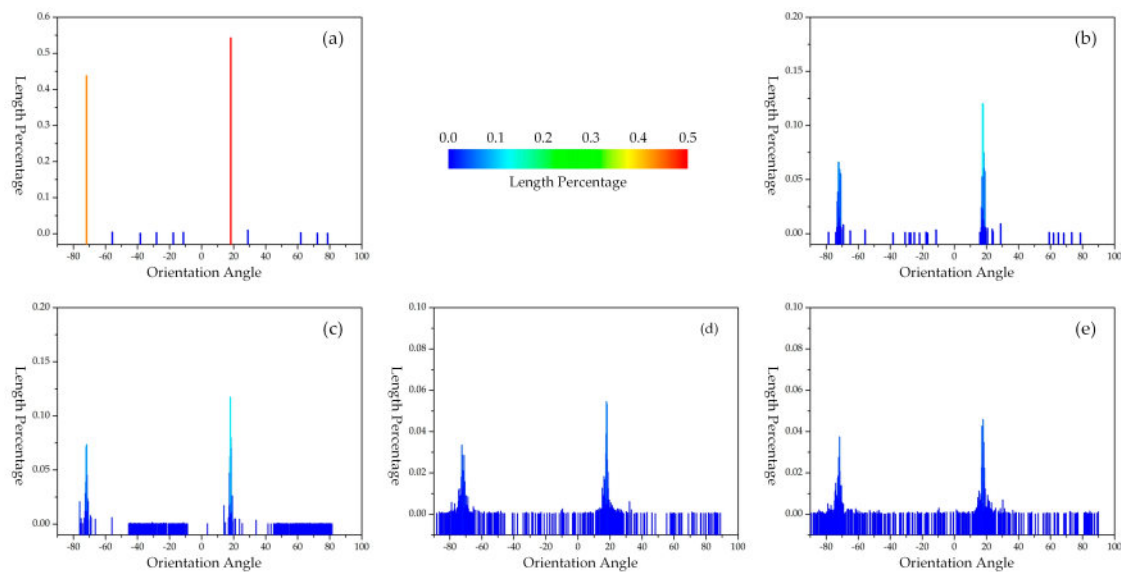 (a)
Length Percentage
0.6
0.5
0.4
0.3
0.2
0.1
0.0
-80 -60 -40 -20 0 20 40 60 80 100
Orientation Angle
0.0 0.1 0.2 0.3 0.4 0.5
Length Percentage
(b)
Length Percentage
0.20
0.15
0.10
0.05
0.00
-80 -60 -40 -20 0 20 40 60 80 100
Orientation Angle
(c)
Length Percentage
0.20
0.15
0.10
0.05
0.00
-80 -60 -40 -20 0 20 40 60 80 100
Orientation Angle
(d)
Length Percentage
0.10
0.08
0.06
0.04
0.02
0.00
-80 -60 -40 -20 0 20 40 60 80 100
Orientation Angle
(e)
Length Percentage
0.10
0.08
0.06
0.04
0.02
0.00
-80 -60 -40 -20 0 20 40 60 80 100
Orientation Angle